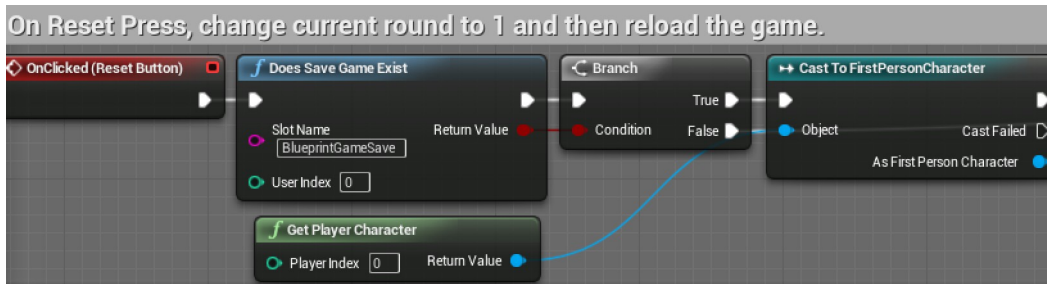 On Reset Press, change current round to 1 and then reload the game.
OnClicked (Reset Button)
f Does Save Game Exist
Slot Name
BlueprintGameSave
Return Value
User Index 0
Branch
True
Condition
False
Cast To FirstPersonCharacter
Object
Cast Failed
As First Person Character
f Get Player Character
Player Index 0
Return Value